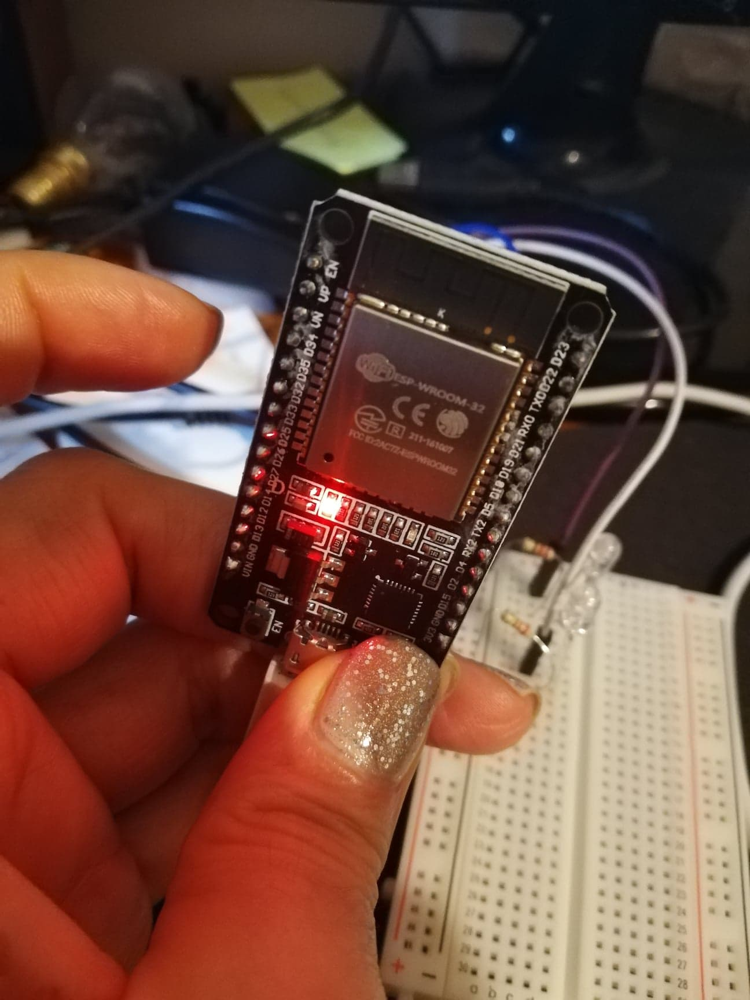 EN
UP
UN
D34
D35
D32
D33
D25
D26
D27
D14
D12
D13
GND
VIN
K
WiFi ESP-WROOM-32
CE
R 211-161007
FCC ID:2AC7Z-ESPWROOM32
D23
D22
TX0
RX0
D21
D19
D18
D5
TX2
RX2
D4
D2
D15
GND
3V3
EN
26
27
28
29
30
+ −
a b c d